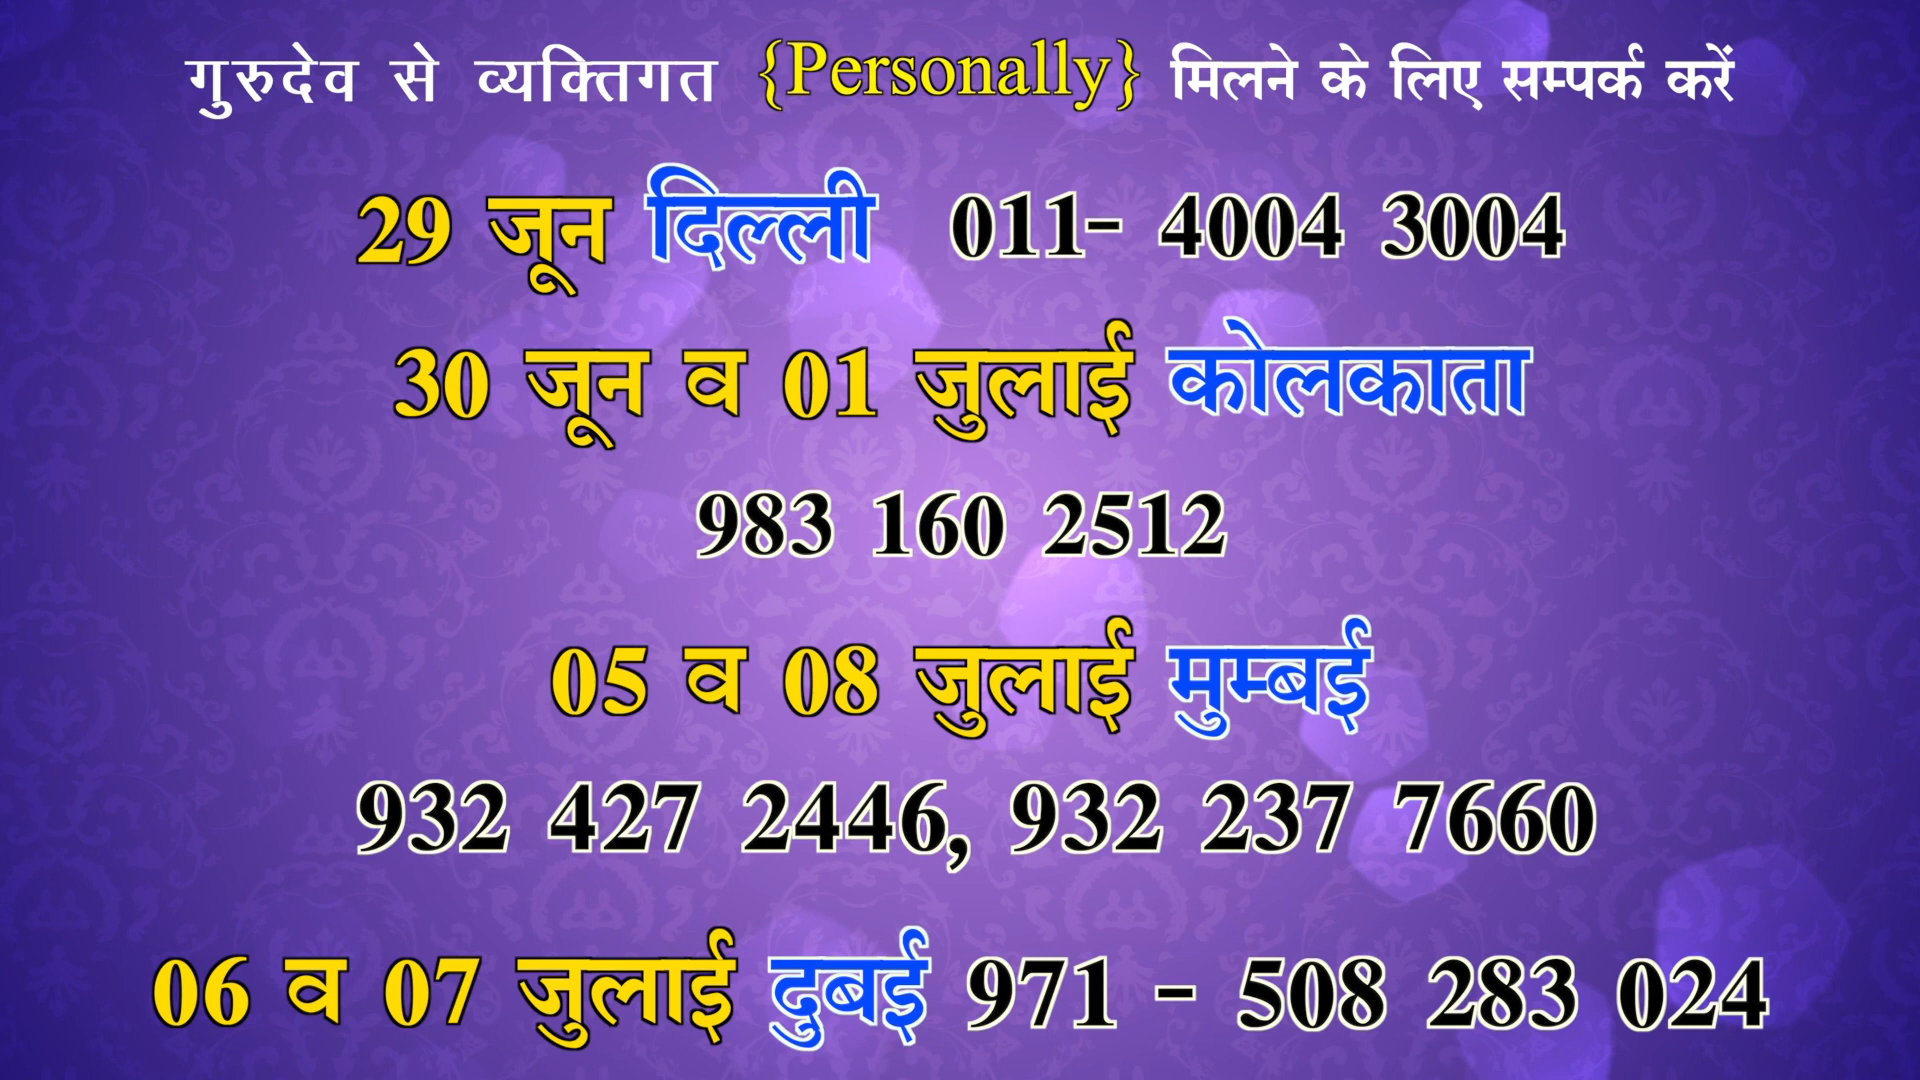 गुरुदेव से व्यक्तिगत {Personally} मिलने के लिए सम्पर्क करें
29 जून दिल्ली 011- 4004 3004
30 जून व 01 जुलाई कोलकाता
983 160 2512
05 व 08 जुलाई मुम्बई
932 427 2446, 932 237 7660
06 व 07 जुलाई दुबई 971 - 508 283 024